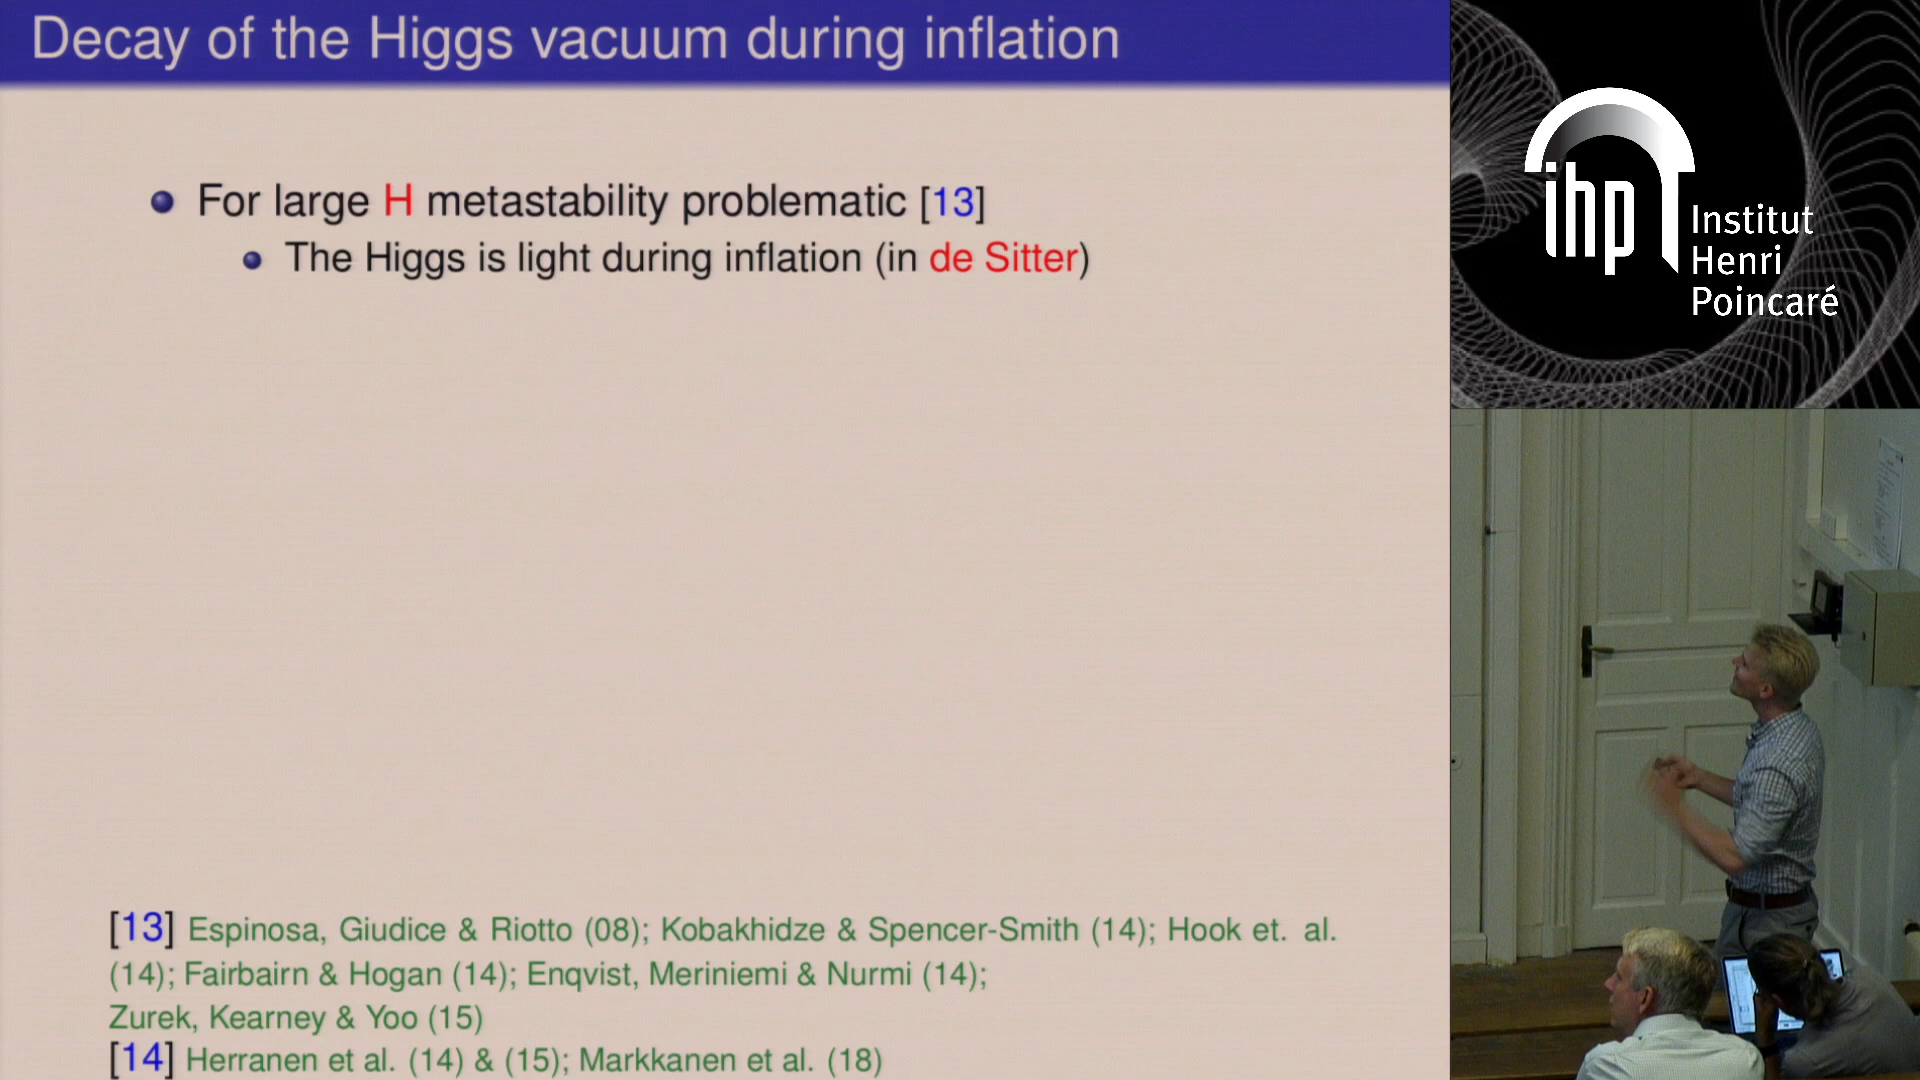 Decay of the Higgs vacuum during inflation
For large H metastability problematic [13]
The Higgs is light during inflation (in de Sitter)
[13] Espinosa, Giudice & Riotto (08); Kobakhidze & Spencer-Smith (14); Hook et. al.
(14); Fairbairn & Hogan (14); Enqvist, Meriniemi & Nurmi (14);
Zurek, Kearney & Yoo (15)
[14] Herranen et al. (14) & (15); Markkanen et al. (18)
ihp
Institut
Henri
Poincaré